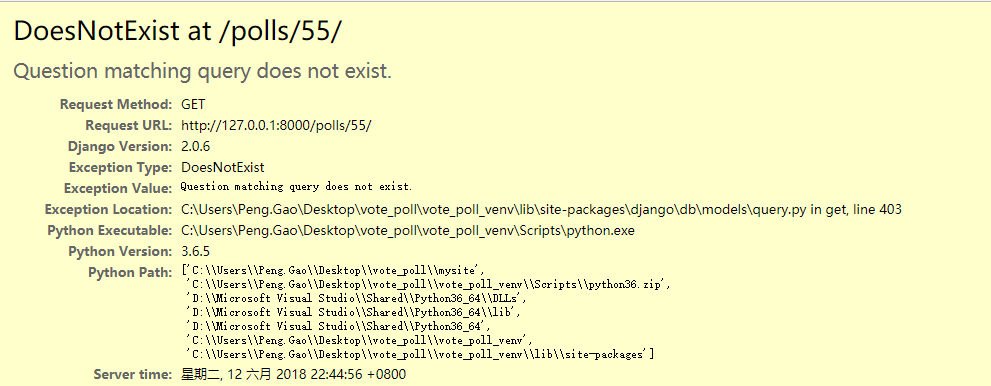 DoesNotExist at /polls/55/
Question matching query does not exist.
Request Method: GET
Request URL: http://127.0.0.1:8000/polls/55/
Django Version: 2.0.6
Exception Type: DoesNotExist
Exception Value: Question matching query does not exist.
Exception Location: C:\Users\Peng.Gao\Desktop\vote_poll\vote_poll_venv\lib\site-packages\django\db\models\query.py in get, line 403
Python Executable: C:\Users\Peng.Gao\Desktop\vote_poll\vote_poll_venv\Scripts\python.exe
Python Version: 3.6.5
Python Path: ['C:\\Users\\Peng.Gao\\Desktop\\vote_poll\\mysite',
'C:\\Users\\Peng.Gao\\Desktop\\vote_poll\\vote_poll_venv\\Scripts\\python36.zip',
'D:\\Microsoft Visual Studio\\Shared\\Python36_64\\DLLs',
'D:\\Microsoft Visual Studio\\Shared\\Python36_64\\lib',
'D:\\Microsoft Visual Studio\\Shared\\Python36_64',
'C:\\Users\\Peng.Gao\\Desktop\\vote_poll\\vote_poll_venv',
'C:\\Users\\Peng.Gao\\Desktop\\vote_poll\\vote_poll_venv\\lib\\site-packages']
Server time: 星期二, 12 六月 2018 22:44:56 +0800